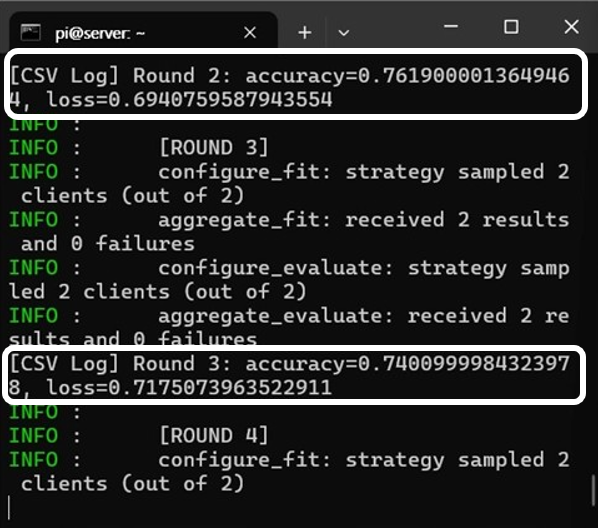 pi@server: ~
[CSV Log] Round 2: accuracy=0.761900001364946
4, loss=0.6940759587943554
INFO :
INFO : [ROUND 3]
INFO : configure_fit: strategy sampled 2
clients (out of 2)
INFO : aggregate_fit: received 2 results
and 0 failures
INFO : configure_evaluate: strategy samp
led 2 clients (out of 2)
INFO : aggregate_evaluate: received 2 re
sults and 0 failures
[CSV Log] Round 3: accuracy=0.740099998432397
8, loss=0.7175073963522911
INFO :
INFO : [ROUND 4]
INFO : configure_fit: strategy sampled 2
clients (out of 2)